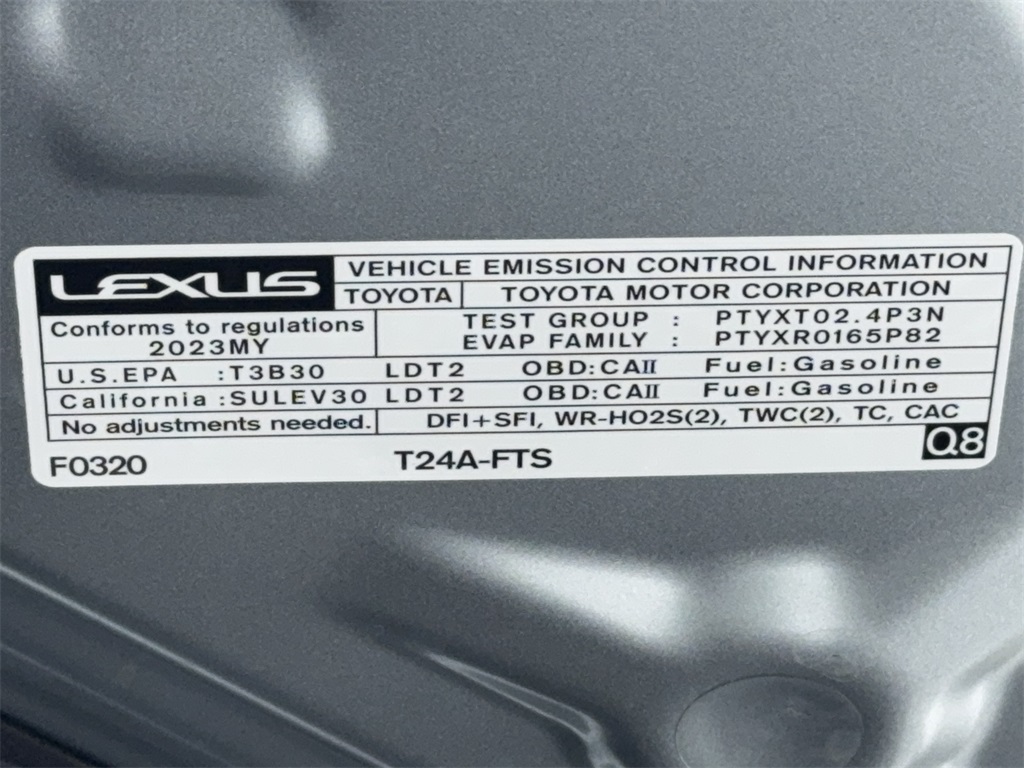 LEXUS VEHICLE EMISSION CONTROL INFORMATION
TOYOTA TOYOTA MOTOR CORPORATION
Conforms to regulations
2023MY
TEST GROUP : PTYXT02.4P3N
EVAP FAMILY : PTYXR0165P82
U.S.EPA :T3B30 LDT2 OBD:CAII Fuel:Gasoline
California :SULEV30 LDT2 OBD:CAII Fuel:Gasoline
No adjustments needed. DFI+SFI, WR-HO2S(2), TWC(2), TC, CAC
F0320 T24A-FTS Q8